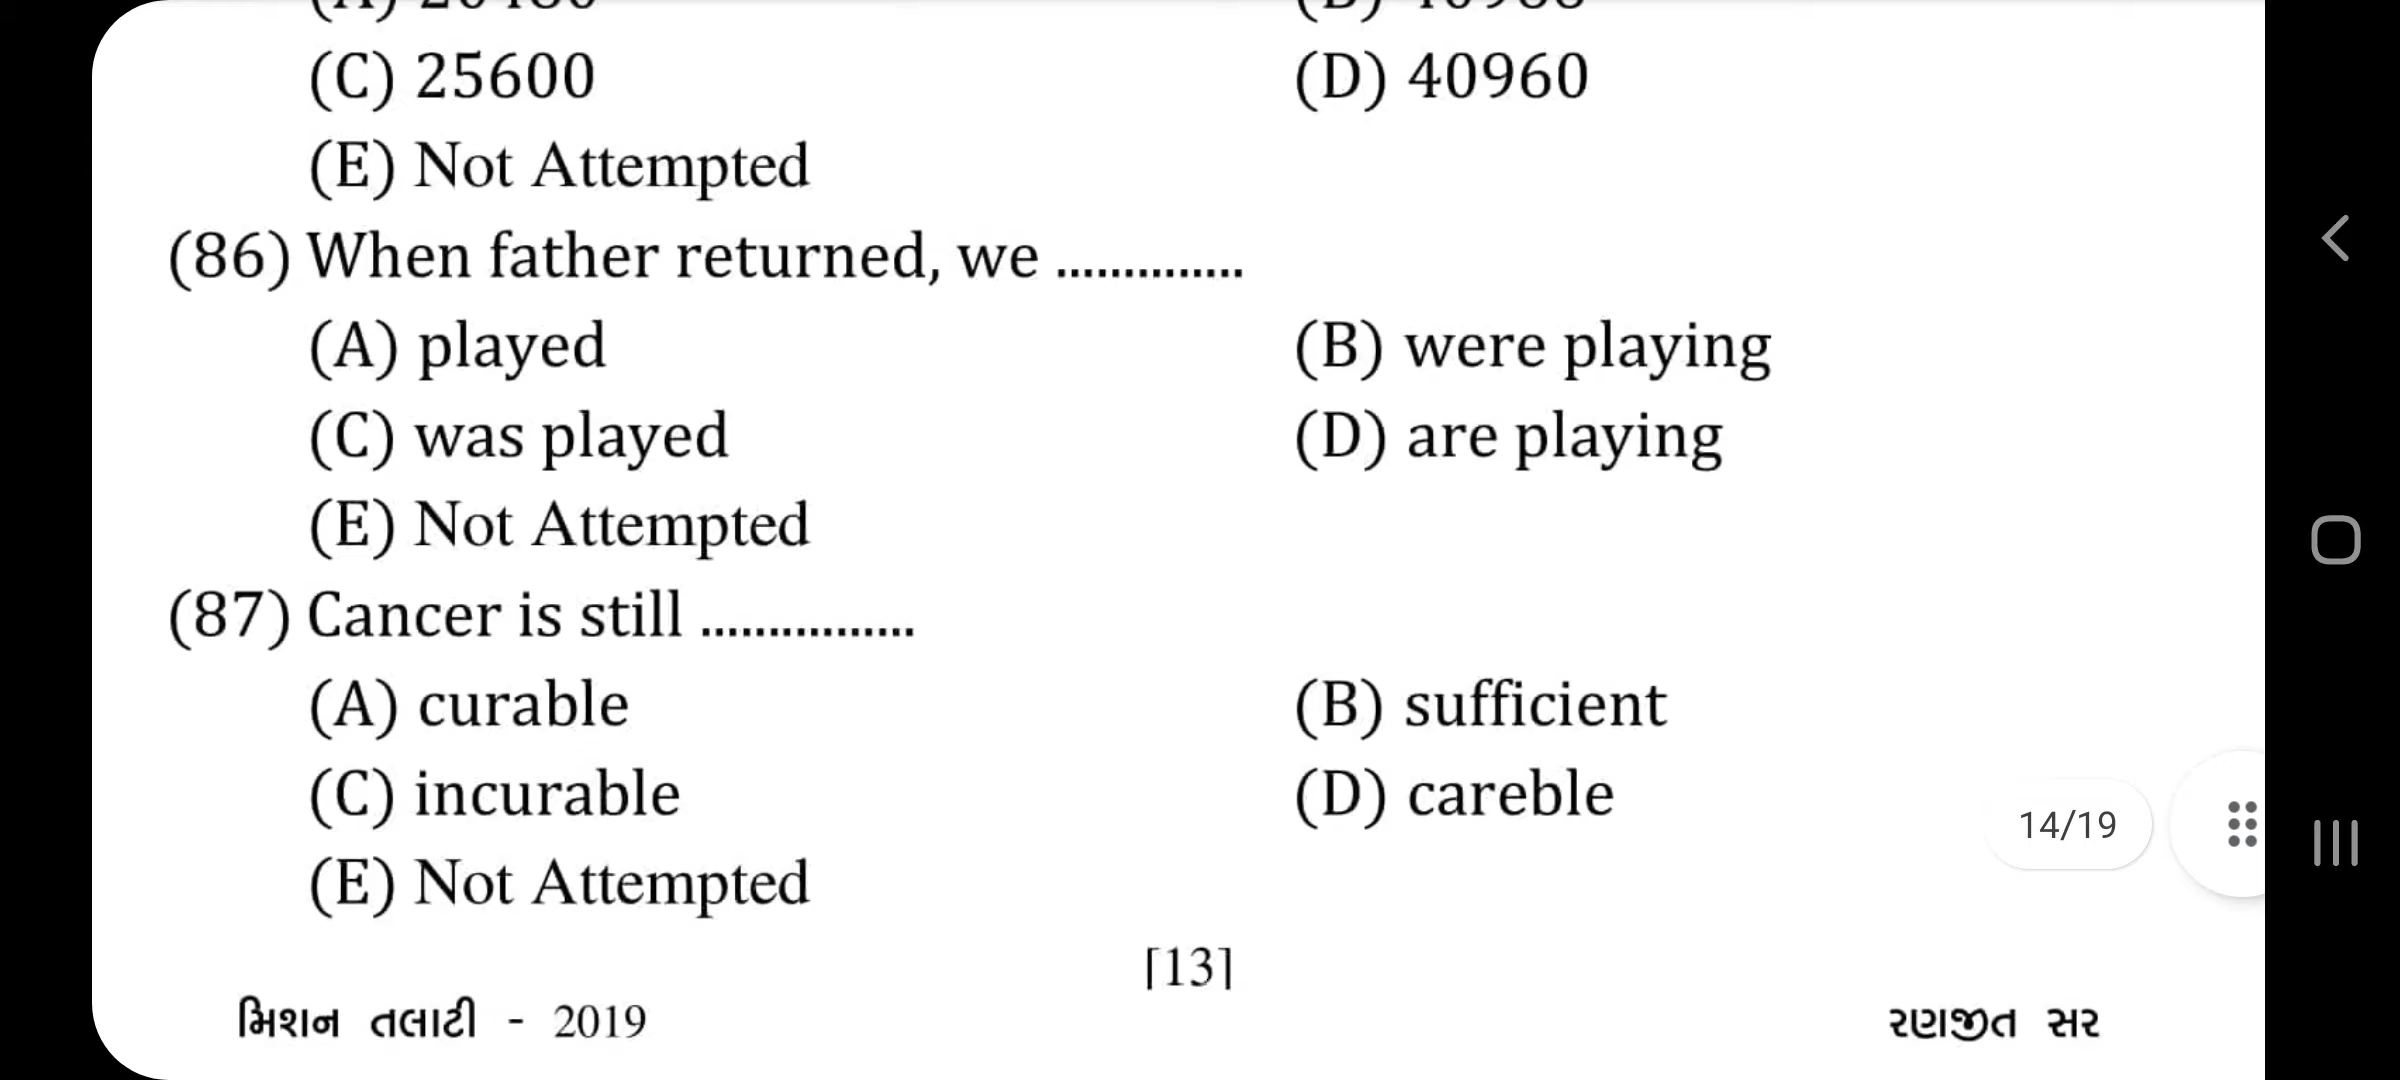 (C) 25600 (D) 40960
(E) Not Attempted
(86) When father returned, we ..............
(A) played (B) were playing
(C) was played (D) are playing
(E) Not Attempted
(87) Cancer is still ................
(A) curable (B) sufficient
(C) incurable (D) careble
(E) Not Attempted
14/19
[13]
મિશન તલાટી - 2019 રણજીત સર